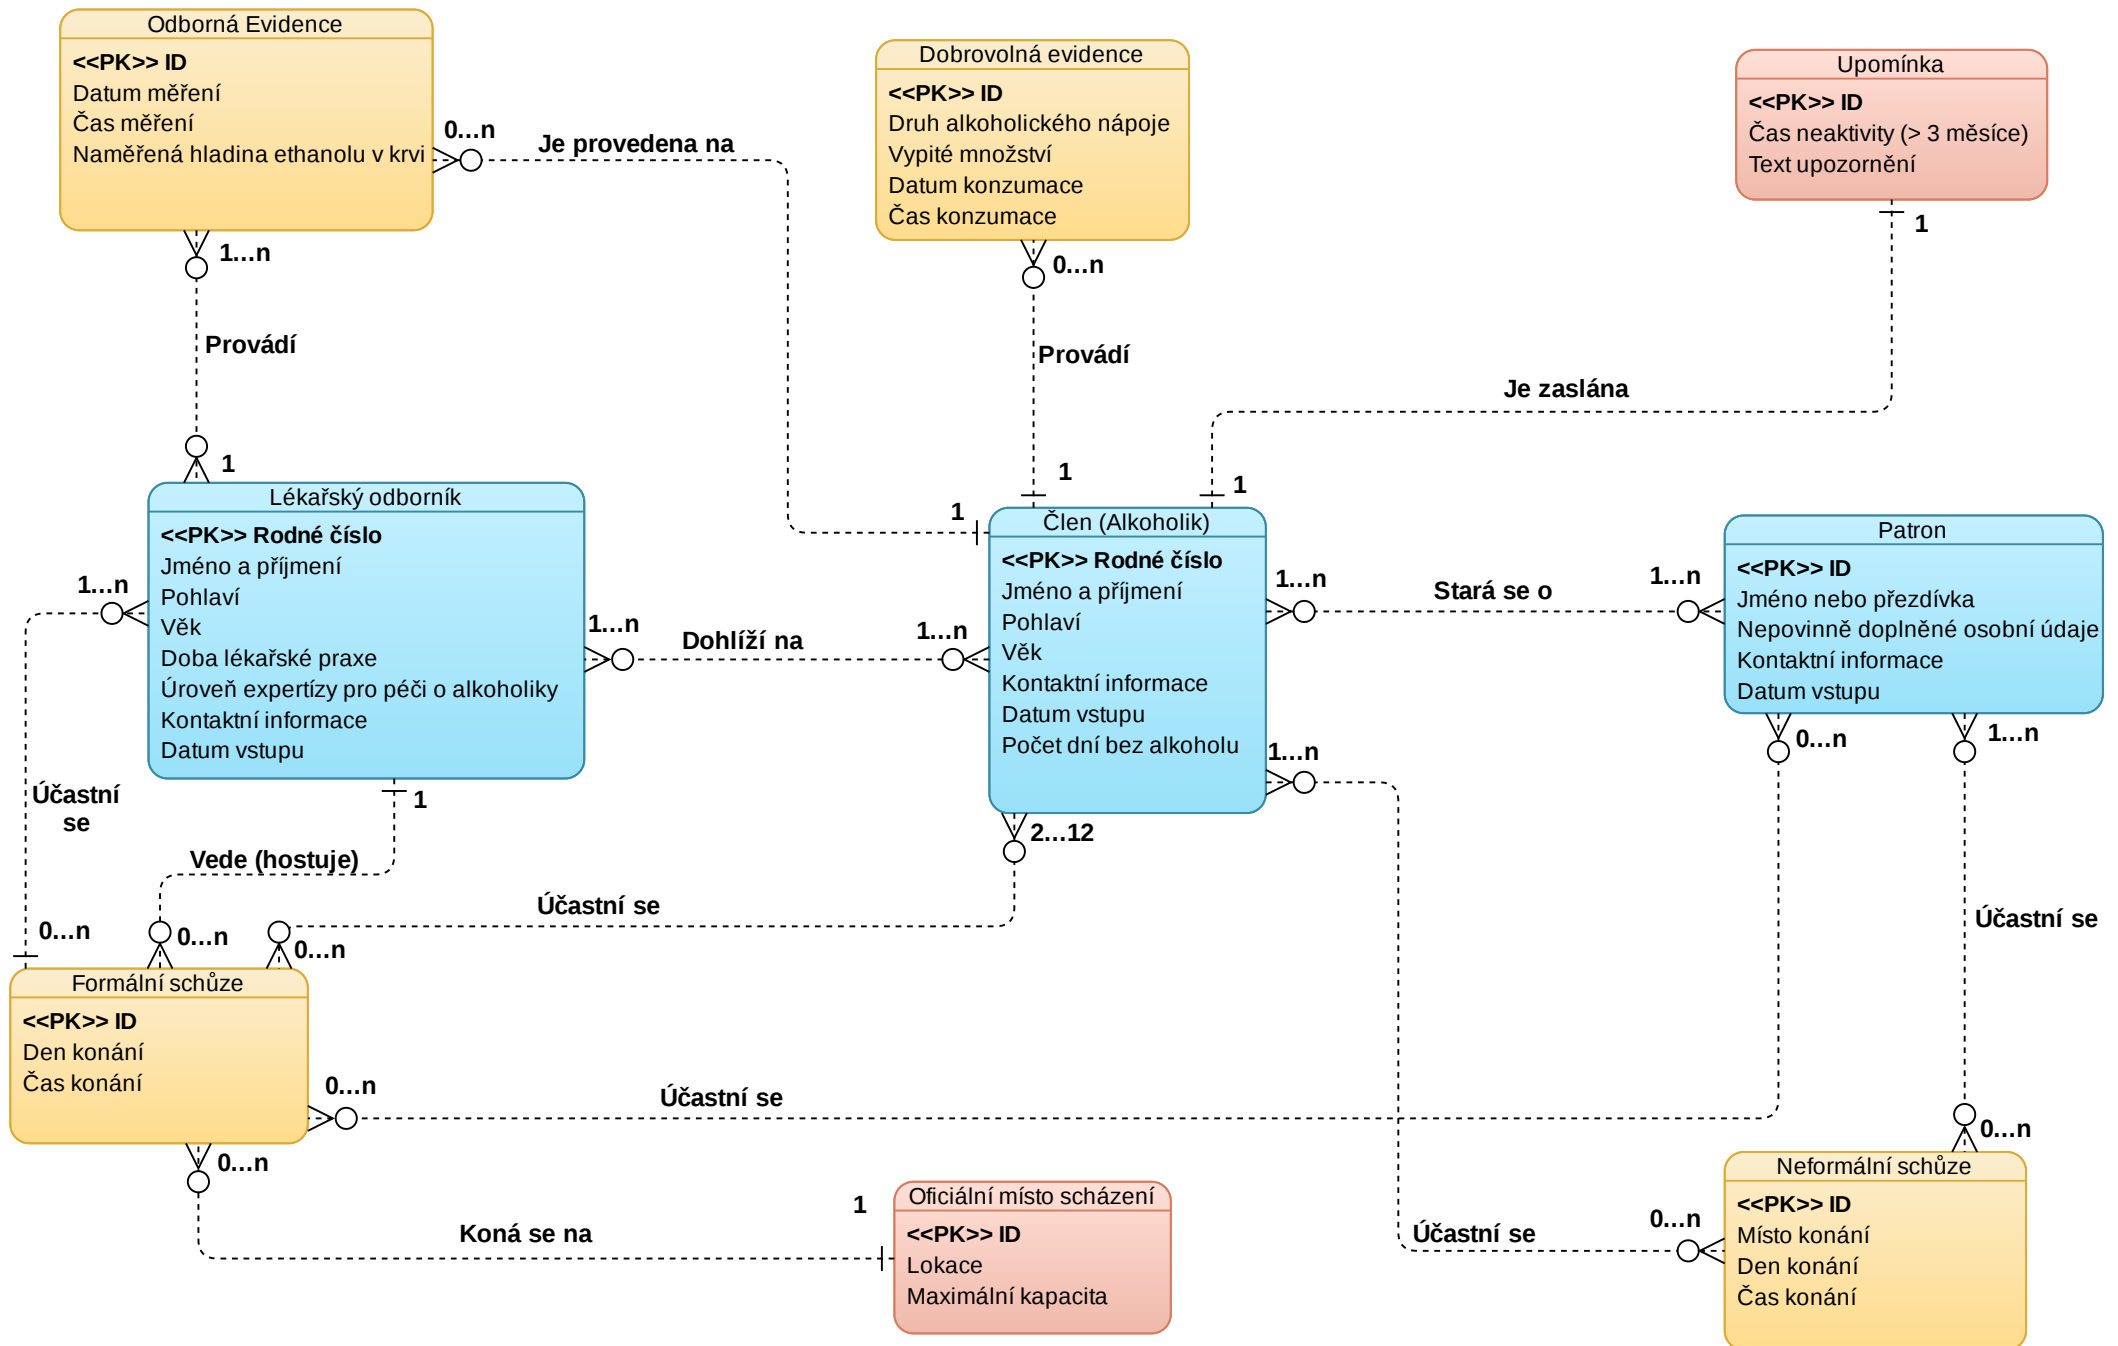 Odborná Evidence
<<PK>> ID
Datum měření
Čas měření
Naměřená hladina ethanolu v krvi
0...n
Je provedena na
1...n
Provádí
1
Dobrovolná evidence
<<PK>> ID
Druh alkoholického nápoje
Vypité množství
Datum konzumace
Čas konzumace
0...n
Provádí
1
Upomínka
<<PK>> ID
Čas neaktivity (> 3 měsíce)
Text upozornění
1
Je zaslána
1
1
Lékařský odborník
<<PK>> Rodné číslo
Jméno a příjmení
Pohlaví
Věk
Doba lékařské praxe
Úroveň expertízy pro péči o alkoholiky
Kontaktní informace
Datum vstupu
1...n
1...n
Dohlíží na
1...n
Člen (Alkoholik)
<<PK>> Rodné číslo
Jméno a příjmení
Pohlaví
Věk
Kontaktní informace
Datum vstupu
Počet dní bez alkoholu
1...n
Stará se o
1...n
Patron
<<PK>> ID
Jméno nebo přezdívka
Nepovinně doplněné osobní údaje
Kontaktní informace
Datum vstupu
1...n
0...n
1...n
Účastní
se
1
Vede (hostuje)
2...12
Účastní se
Účastní se
0...n
0...n
0...n
Formální schůze
<<PK>> ID
Den konání
Čas konání
0...n
Účastní se
0...n
0...n
Koná se na
1
Oficiální místo scházení
<<PK>> ID
Lokace
Maximální kapacita
Účastní se
0...n
Neformální schůze
<<PK>> ID
Místo konání
Den konání
Čas konání